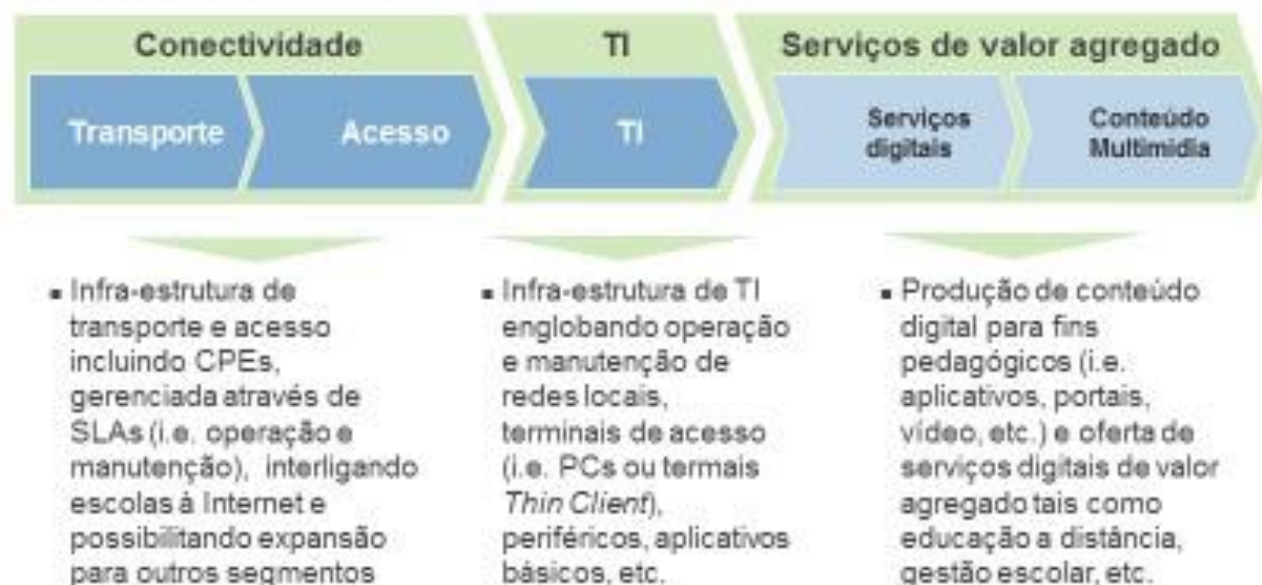 Conectividade
TI
Serviços de valor agregado
Transporte
Acesso
TI
Serviços
digitais
Conteúdo
Multimidia
▪ Infra-estrutura de
transporte e acesso
incluindo CPEs,
gerenciada através de
SLAs (i.e. operação e
manutenção), interligando
escolas à Internet e
possibilitando expansão
para outros segmentos
▪ Infra-estrutura de TI
englobando operação
e manutenção de
redes locais,
terminais de acesso
(i.e. PCs ou termais
Thin Client),
periféricos, aplicativos
básicos, etc.
▪ Produção de conteúdo
digital para fins
pedagógicos (i.e.
aplicativos, portais,
vídeo, etc.) e oferta de
serviços digitais de valor
agregado tais como
educação a distância,
gestão escolar, etc.